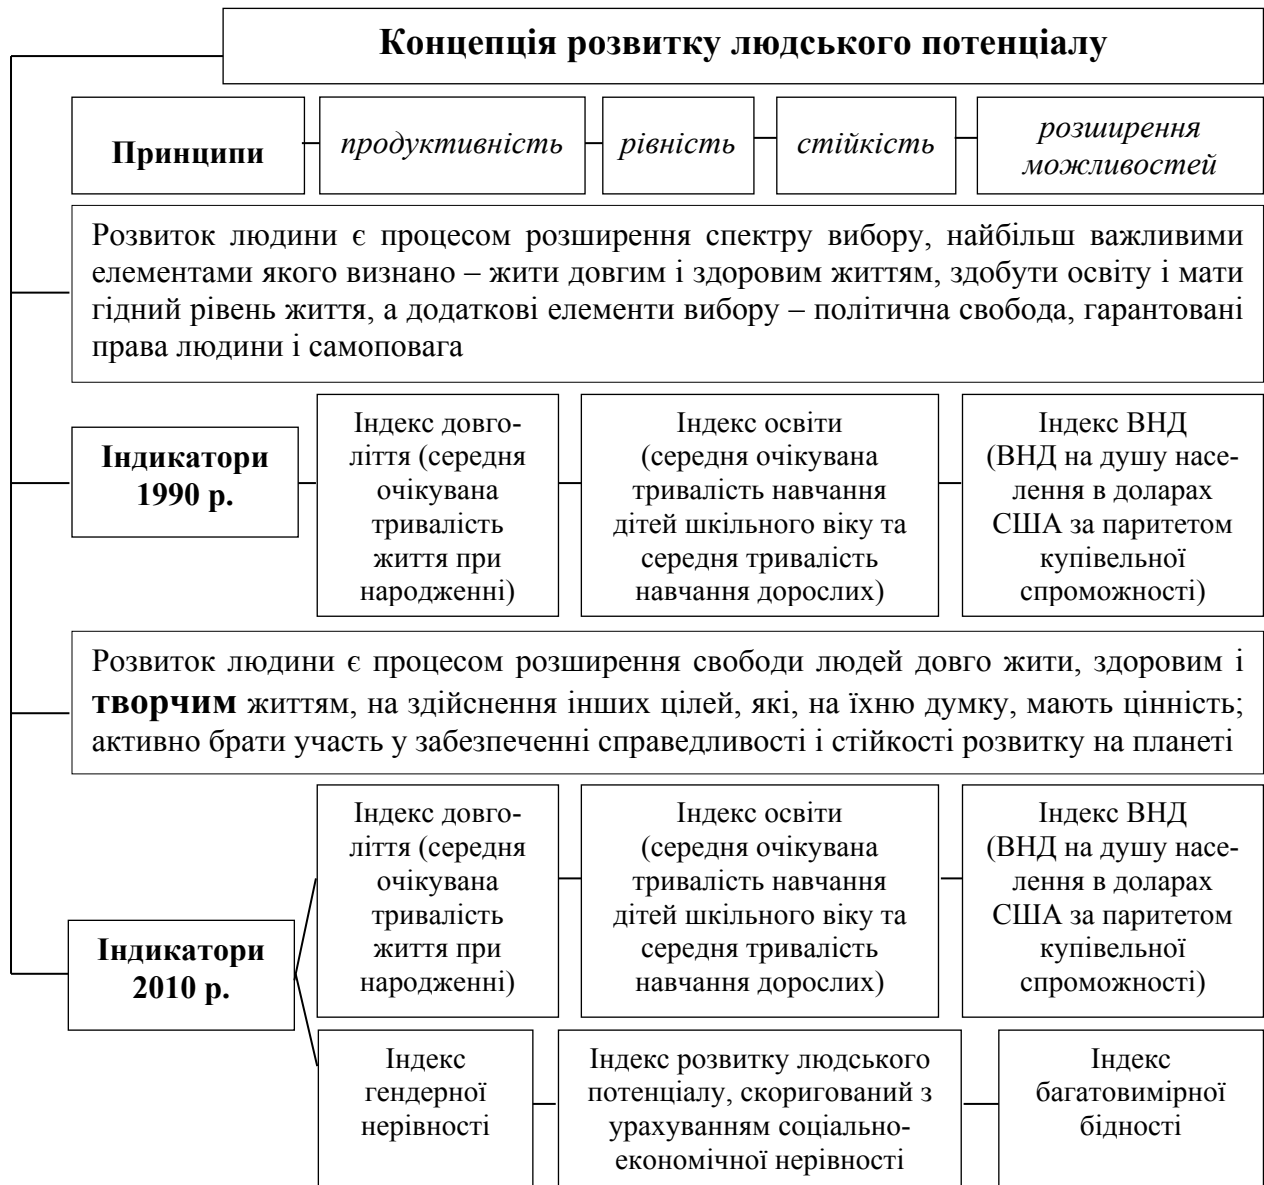 Концепція розвитку людського потенціалу
Принципи
продуктивність
рівність
стійкість
розширення
можливостей
Розвиток людини є процесом розширення спектру вибору, найбільш важливими
елементами якого визнано – жити довгим і здоровим життям, здобути освіту і мати
гідний рівень життя, а додаткові елементи вибору – політична свобода, гарантовані
права людини і самоповага
Індикатори
1990 р.
Індекс довго-
ліття (середня
очікувана
тривалість
життя при
народженні)
Індекс освіти
(середня очікувана
тривалість навчання
дітей шкільного віку та
середня тривалість
навчання дорослих)
Індекс ВНД
(ВНД на душу насе-
лення в доларах
США за паритетом
купівельної
спроможності)
Розвиток людини є процесом розширення свободи людей довго жити, здоровим і
творчим життям, на здійснення інших цілей, які, на їхню думку, мають цінність;
активно брати участь у забезпеченні справедливості і стійкості розвитку на планеті
Індикатори
2010 р.
Індекс довго-
ліття (середня
очікувана
тривалість
життя при
народженні)
Індекс освіти
(середня очікувана
тривалість навчання
дітей шкільного віку та
середня тривалість
навчання дорослих)
Індекс ВНД
(ВНД на душу насе-
лення в доларах
США за паритетом
купівельної
спроможності)
Індекс
гендерної
нерівності
Індекс розвитку людського
потенціалу, скоригований з
урахуванням соціально-
економічної нерівності
Індекс
багатовимірної
бідності